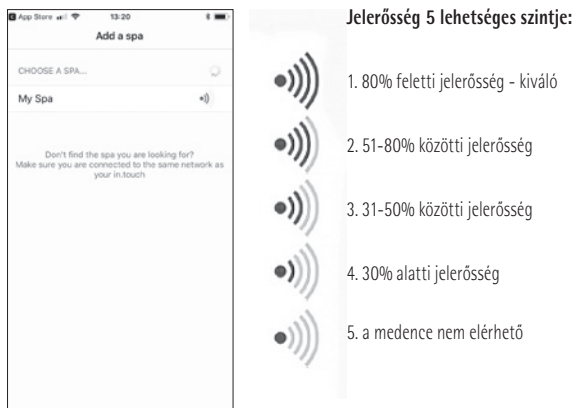 App Store
13:20
Add a spa
CHOOSE A SPA...
My Spa
Don't find the spa you are looking for?
Make sure you are connected to the same network as
your in.touch
Jelerősség 5 lehetséges szintje:
1. 80% feletti jelerősség - kiváló
2. 51-80% közötti jelerősség
3. 31-50% közötti jelerősség
4. 30% alatti jelerősség
5. a medence nem elérhető